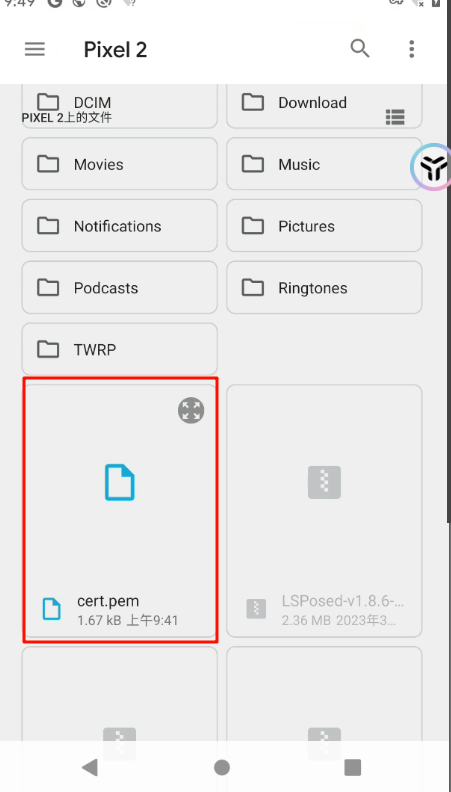 9:49
Pixel 2
DCIM
Download
PIXEL 2上的文件
Movies
Music
Notifications
Pictures
Podcasts
Ringtones
TWRP
cert.pem
1.67 kB 上午9:41
LSPosed-v1.8.6-...
2.36 MB 2023年3...